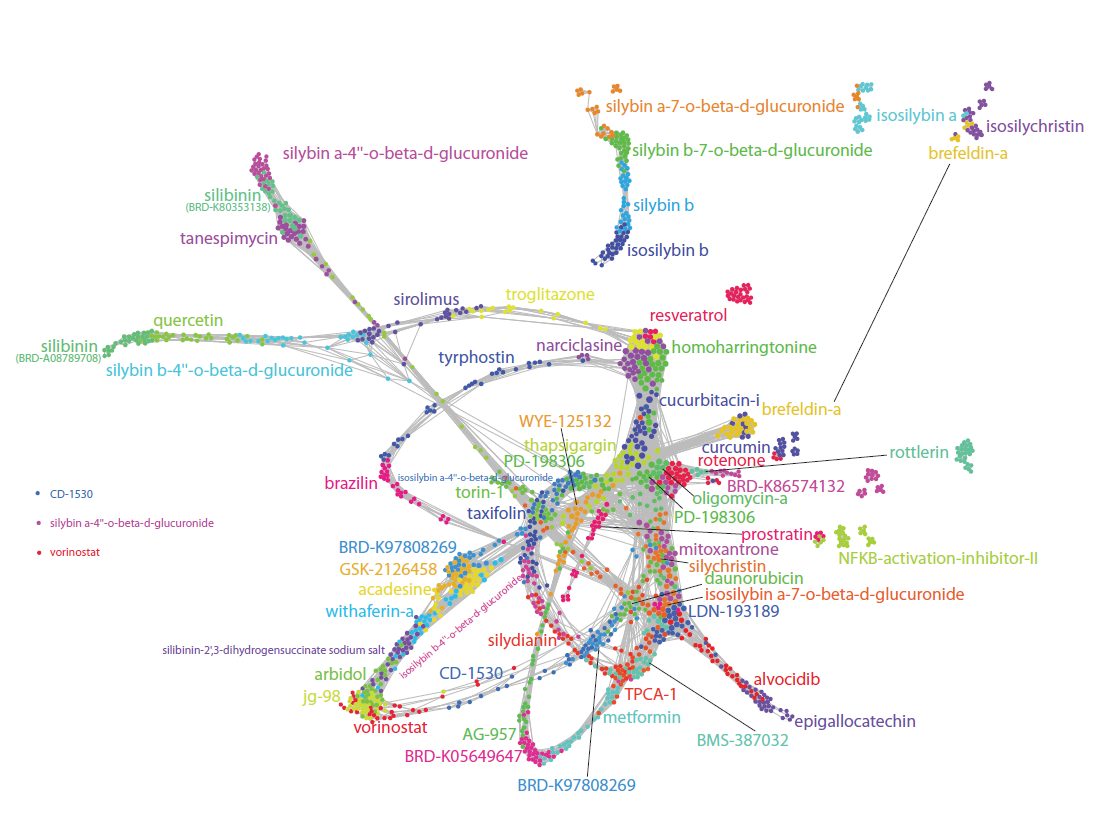 silybin a-7-o-beta-d-glucuronide
isosilybin a
isosilychristin
silybin b-7-o-beta-d-glucuronide
brefeldin-a
silybin a-4"-o-beta-d-glucuronide
silibinin
(BRD-K80353138)
silybin b
tanespimycin
isosilybin b
sirolimus
troglitazone
quercetin
resveratrol
silibinin
(BRD-A08789708)
narciclasine
homoharringtonine
tyrphostin
silybin b-4"-o-beta-d-glucuronide
cucurbitacin-i
brefeldin-a
WYE-125132
thapsigargin
curcumin
rottlerin
PD-198306
rotenone
isosilybin a-4"-o-beta-d-glucuronide
brazilin
BRD-K86574132
torin-1
oligomycin-a
CD-1530
taxifolin
PD-198306
silybin a-4"-o-beta-d-glucuronide
prostratin
vorinostat
BRD-K97808269
mitoxantrone
NFKB-activation-inhibitor-II
GSK-2126458
silychristin
acadesine
daunorubicin
isosilybin a-7-o-beta-d-glucuronide
withaferin-a
LDN-193189
isosilybin b-4"-o-beta-d-glucuronide
silydianin
silibinin-2',3-dihydrogensuccinate sodium salt
arbidol
CD-1530
alvocidib
jg-98
TPCA-1
vorinostat
metformin
epigallocatechin
AG-957
BMS-387032
BRD-K05649647
BRD-K97808269